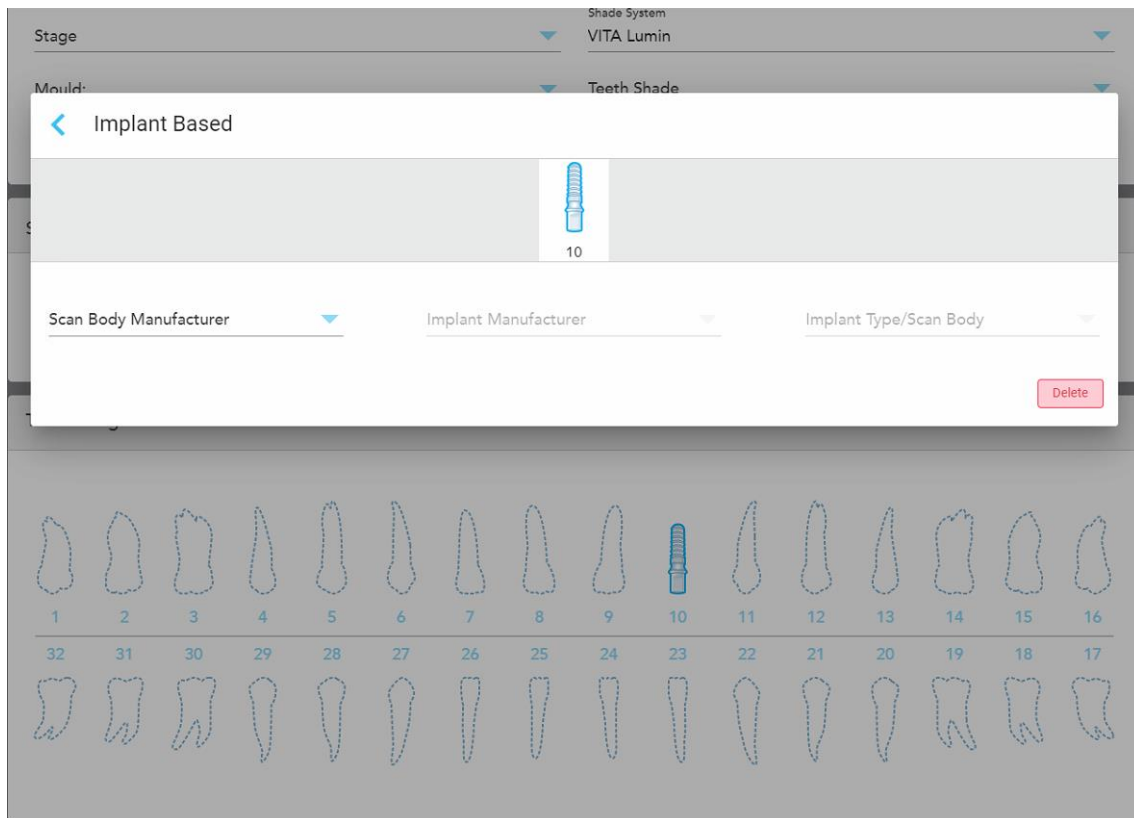 Shade System
Stage VITA Lumin
Mould: Teeth Shade
Implant Based
10
Scan Body Manufacturer Implant Manufacturer Implant Type/Scan Body
Delete
1 2 3 4 5 6 7 8 9 10 11 12 13 14 15 16
32 31 30 29 28 27 26 25 24 23 22 21 20 19 18 17